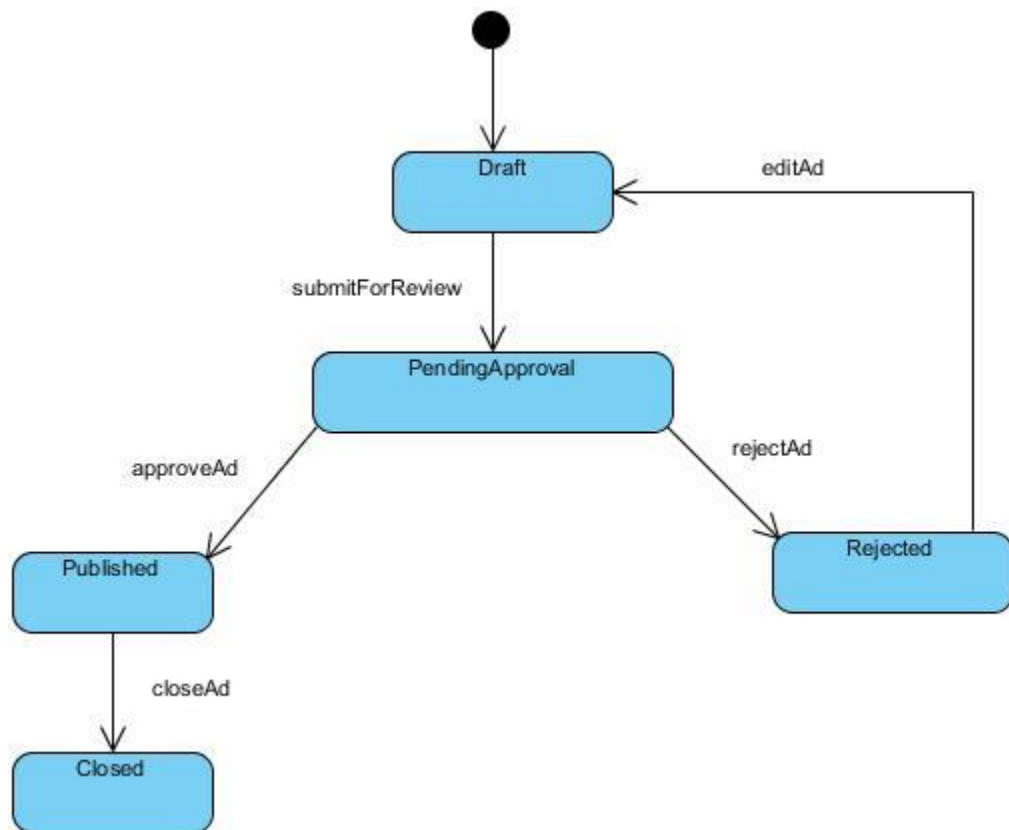 Draft
editAd
submitForReview
PendingApproval
approveAd
rejectAd
Published
Rejected
closeAd
Closed